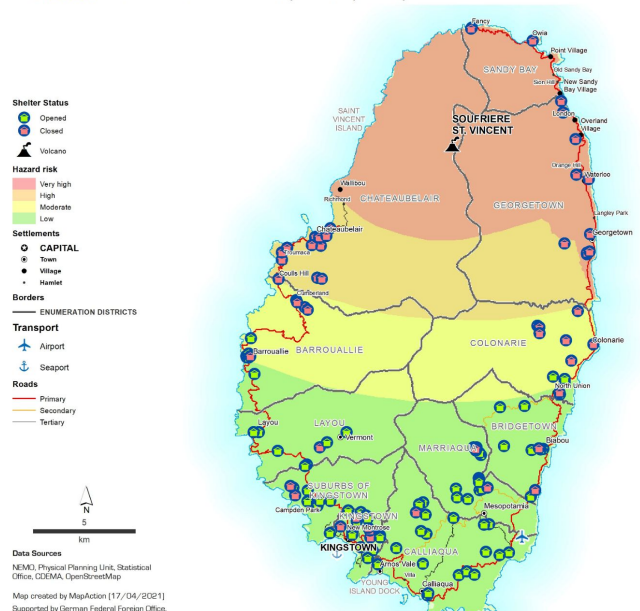 Shelter Status
Opened
Closed
Volcano
Hazard risk
Very high
High
Moderate
Low
Settlements
CAPITAL
Town
Village
Hamlet
Borders
ENUMERATION DISTRICTS
Transport
Airport
Seaport
Roads
Primary
Secondary
Tertiary
N
5
km
Data Sources
NEMO, Physical Planning Unit, Statistical
Office, CDEMA, OpenStreetMap
Map created by MapAction [17/04/2021]
Supported by German Federal Foreign Office.
Fancy
Owia
Point Village
SANDY BAY
Old Sandy Bay
Sion Hill
New Sandy
Bay Village
SAINT
VINCENT
ISLAND
London
SOUFRIERE
ST. VINCENT
Overland
Village
Orange Hill
Waterloo
Wallibou
Richmond
CHATEAUBELAIR
GEORGETOWN
Langley Park
Chateaubelair
Georgetown
Troumaca
Coulls Hill
Cumberland
Colonarie
Barrouallie
BARROUALLIE
COLONARIE
North Union
Layou
LAYOU
Vermont
BRIDGETOWN
MARRIAQUA
Biabou
SUBURBS OF
KINGSTOWN
Campden Park
Mesopotamia
KINGSTOWN
New Montrose
KINGSTOWN
CALLIAQUA
Arnos Vale
Villa
YOUNG
ISLAND DOCK
Calliaqua